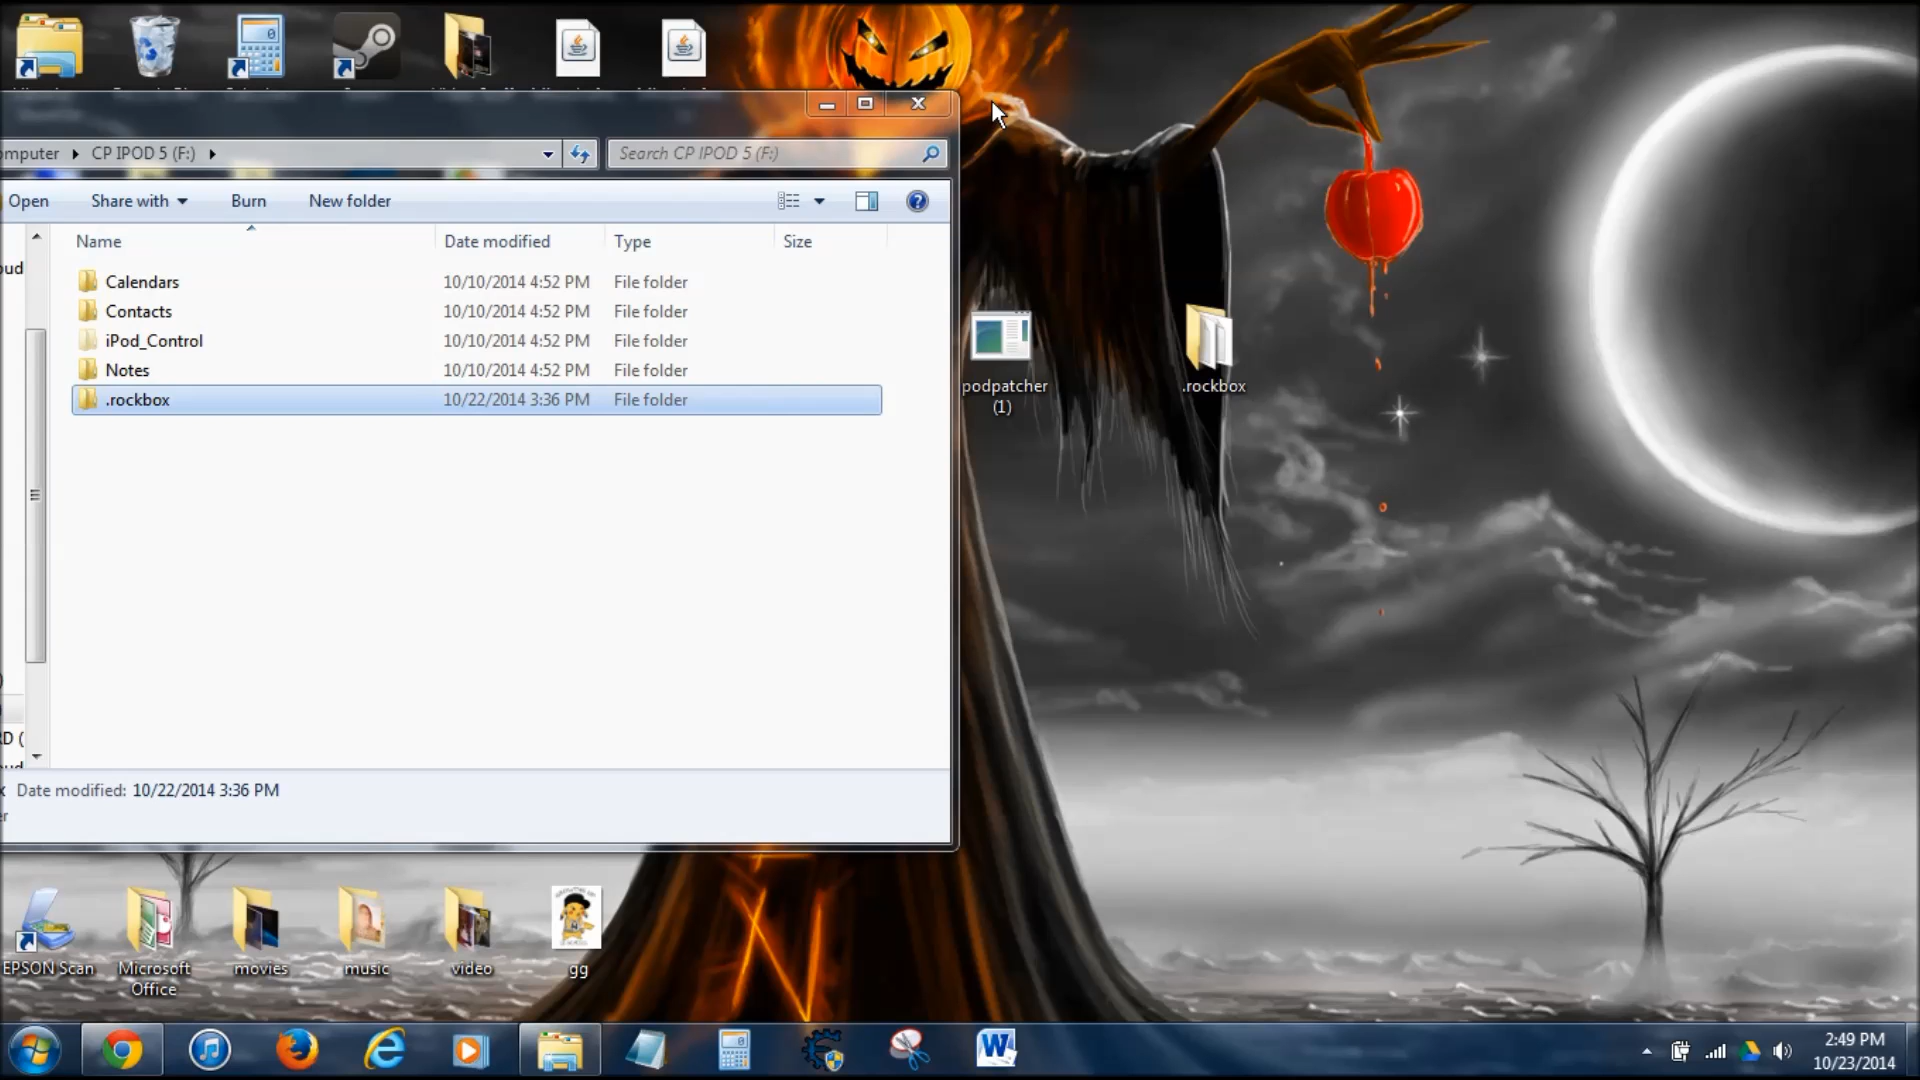 omputer ▸ CP IPOD 5 (F:) ▸
Search CP IPOD 5 (F:)
Open Share with Burn New folder
Name Date modified Type Size
Calendars 10/10/2014 4:52 PM File folder
Contacts 10/10/2014 4:52 PM File folder
iPod_Control 10/10/2014 4:52 PM File folder
Notes 10/10/2014 4:52 PM File folder
.rockbox 10/22/2014 3:36 PM File folder
oud
RD (
Date modified: 10/22/2014 3:36 PM
er
podpatcher
(1)
.rockbox
EPSON Scan
Microsoft
Office
movies
music
video
gg
2:49 PM
10/23/2014